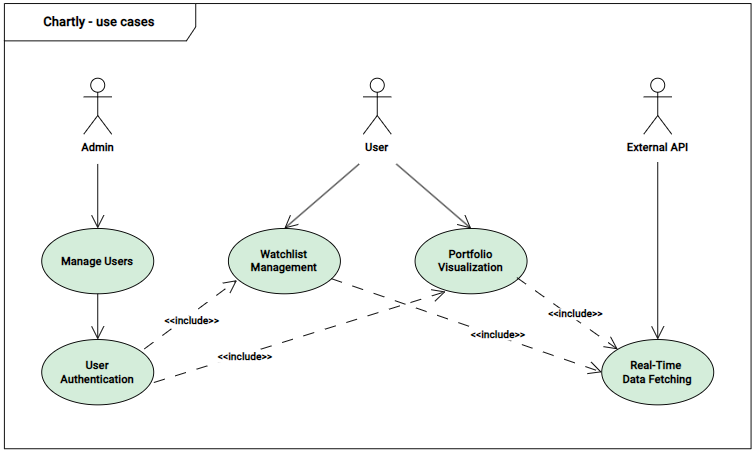 Chartly - use cases
Admin
User
External API
Manage Users
Watchlist
Management
Portfolio
Visualization
<<include>>
<<include>>
<<include>>
<<include>>
User
Authentication
Real-Time
Data Fetching